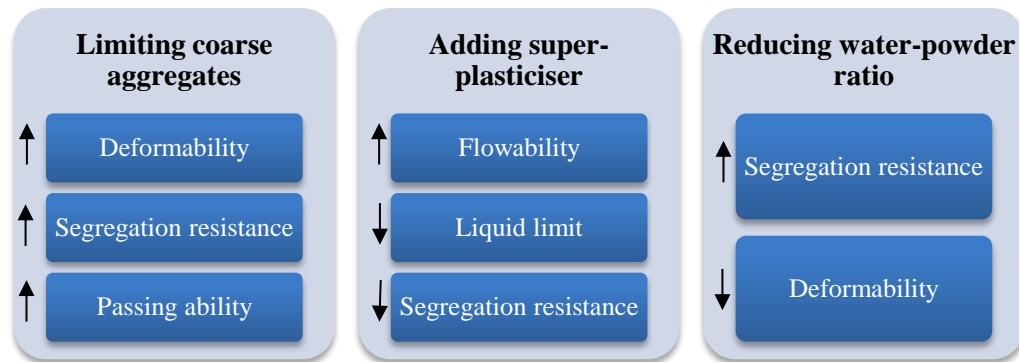 Limiting coarse
aggregates
Deformability
Segregation resistance
Passing ability
Adding super-
plasticiser
Flowability
Liquid limit
Segregation resistance
Reducing water-powder
ratio
Segregation resistance
Deformability